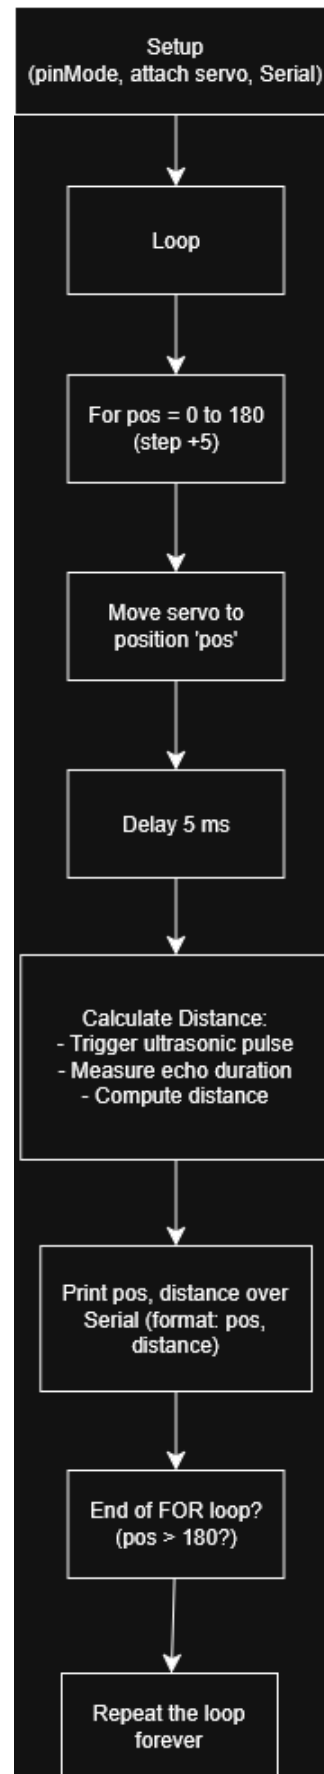 Setup
(pinMode, attach servo, Serial)
Loop
For pos = 0 to 180
(step +5)
Move servo to
position 'pos'
Delay 5 ms
Calculate Distance:
- Trigger ultrasonic pulse
- Measure echo duration
- Compute distance
Print pos, distance over
Serial (format: pos,
distance)
End of FOR loop?
(pos > 180?)
Repeat the loop
forever